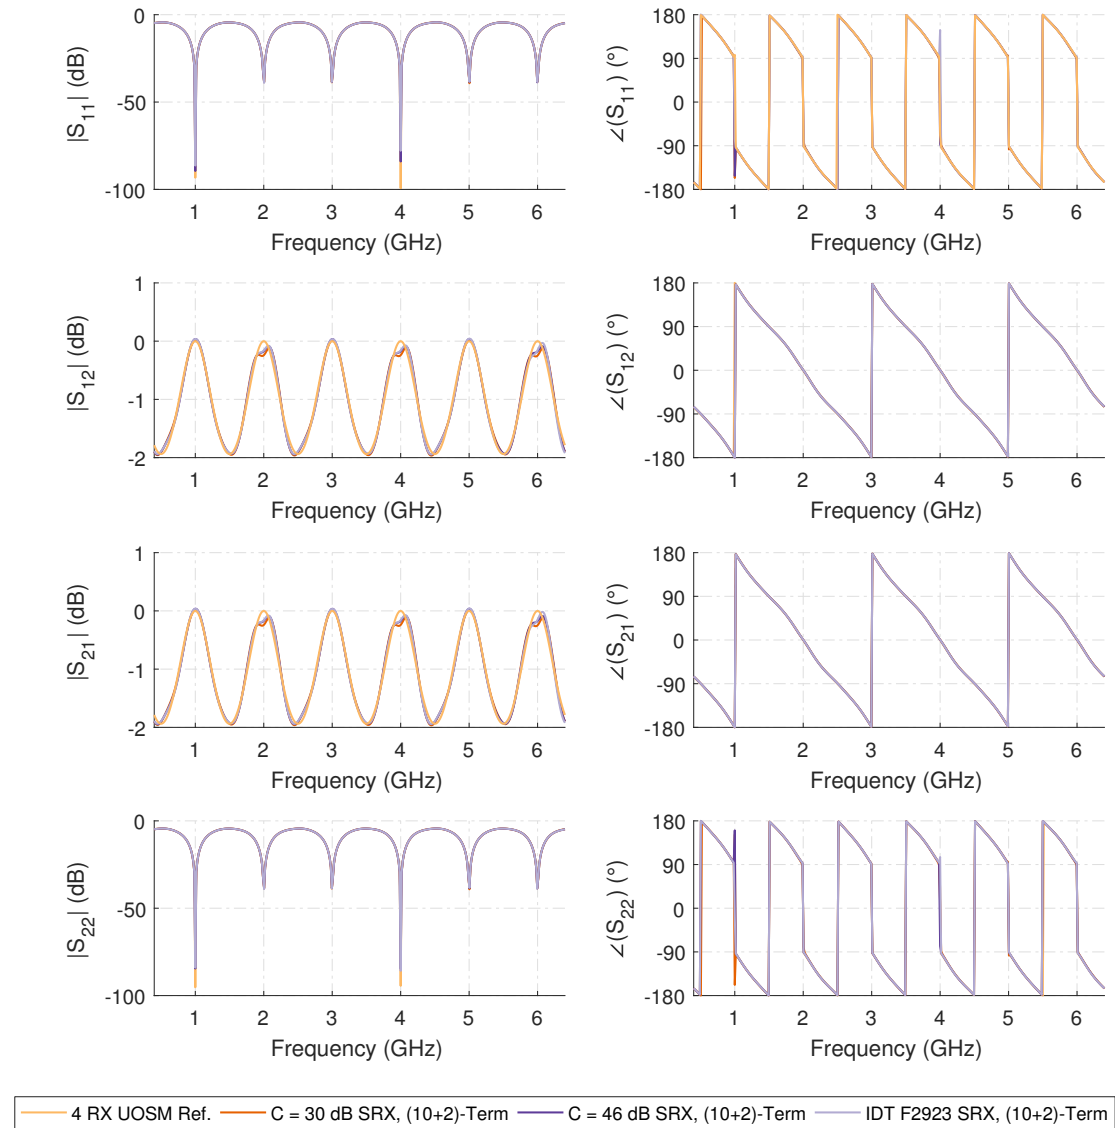 |S11| (dB)
0
-50
-100
1 2 3 4 5 6
Frequency (GHz)
∠(S11) (°)
180
90
0
-90
-180
1 2 3 4 5 6
Frequency (GHz)
|S12| (dB)
1
0
-1
-2
1 2 3 4 5 6
Frequency (GHz)
∠(S12) (°)
180
90
0
-90
-180
1 2 3 4 5 6
Frequency (GHz)
|S21| (dB)
1
0
-1
-2
1 2 3 4 5 6
Frequency (GHz)
∠(S21) (°)
180
90
0
-90
-180
1 2 3 4 5 6
Frequency (GHz)
|S22| (dB)
0
-50
-100
1 2 3 4 5 6
Frequency (GHz)
∠(S22) (°)
180
90
0
-90
-180
1 2 3 4 5 6
Frequency (GHz)
4 RX UOSM Ref. C = 30 dB SRX, (10+2)-Term C = 46 dB SRX, (10+2)-Term IDT F2923 SRX, (10+2)-Term